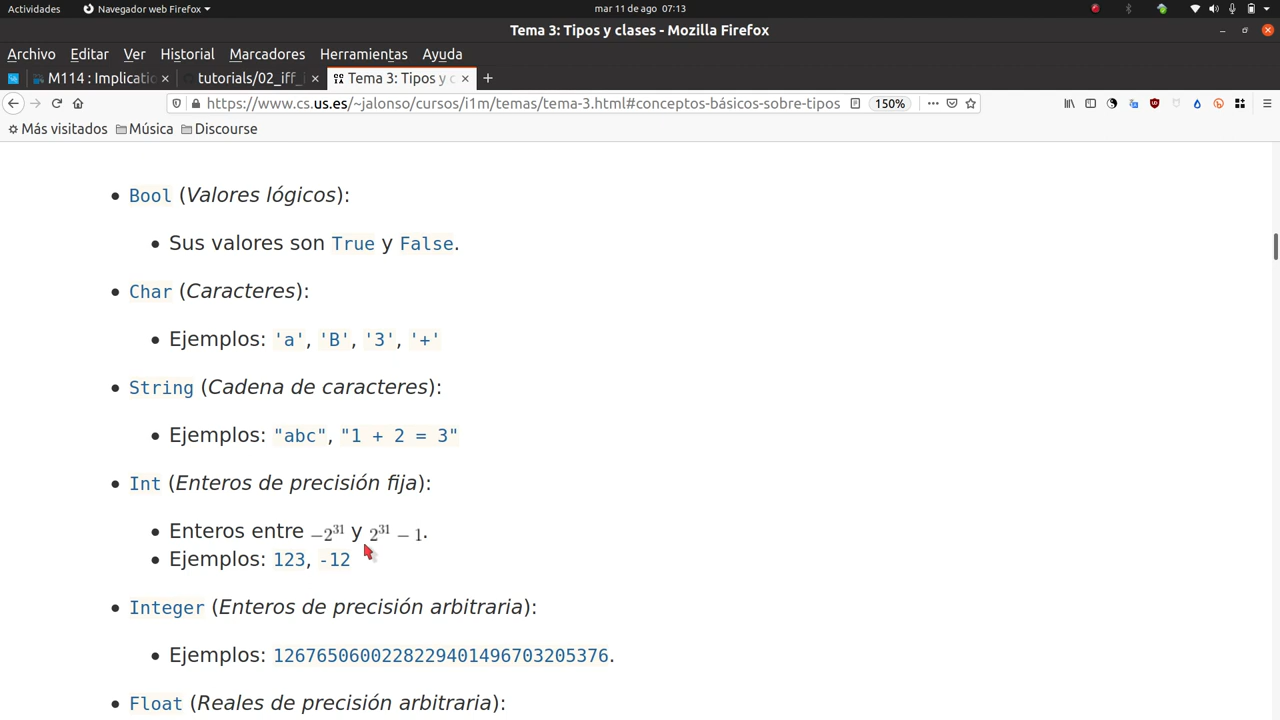 Actividades Navegador web Firefox mar 11 de ago 07:13
Tema 3: Tipos y clases - Mozilla Firefox
Archivo Editar Ver Historial Marcadores Herramientas Ayuda
M114 : Implicatio × tutorials/02_iff_ × Tema 3: Tipos y c × +
https://www.cs.us.es/~jalonso/cursos/i1m/temas/tema-3.html#conceptos-básicos-sobre-tipos 150%
Más visitados Música Discourse
• Bool (Valores lógicos):
• Sus valores son True y False.
• Char (Caracteres):
• Ejemplos: 'a', 'B', '3', '+'
• String (Cadena de caracteres):
• Ejemplos: "abc", "1 + 2 = 3"
• Int (Enteros de precisión fija):
• Enteros entre −2³¹ y 2³¹ − 1.
• Ejemplos: 123, -12
• Integer (Enteros de precisión arbitraria):
• Ejemplos: 1267650600228229401496703205376.
• Float (Reales de precisión arbitraria):